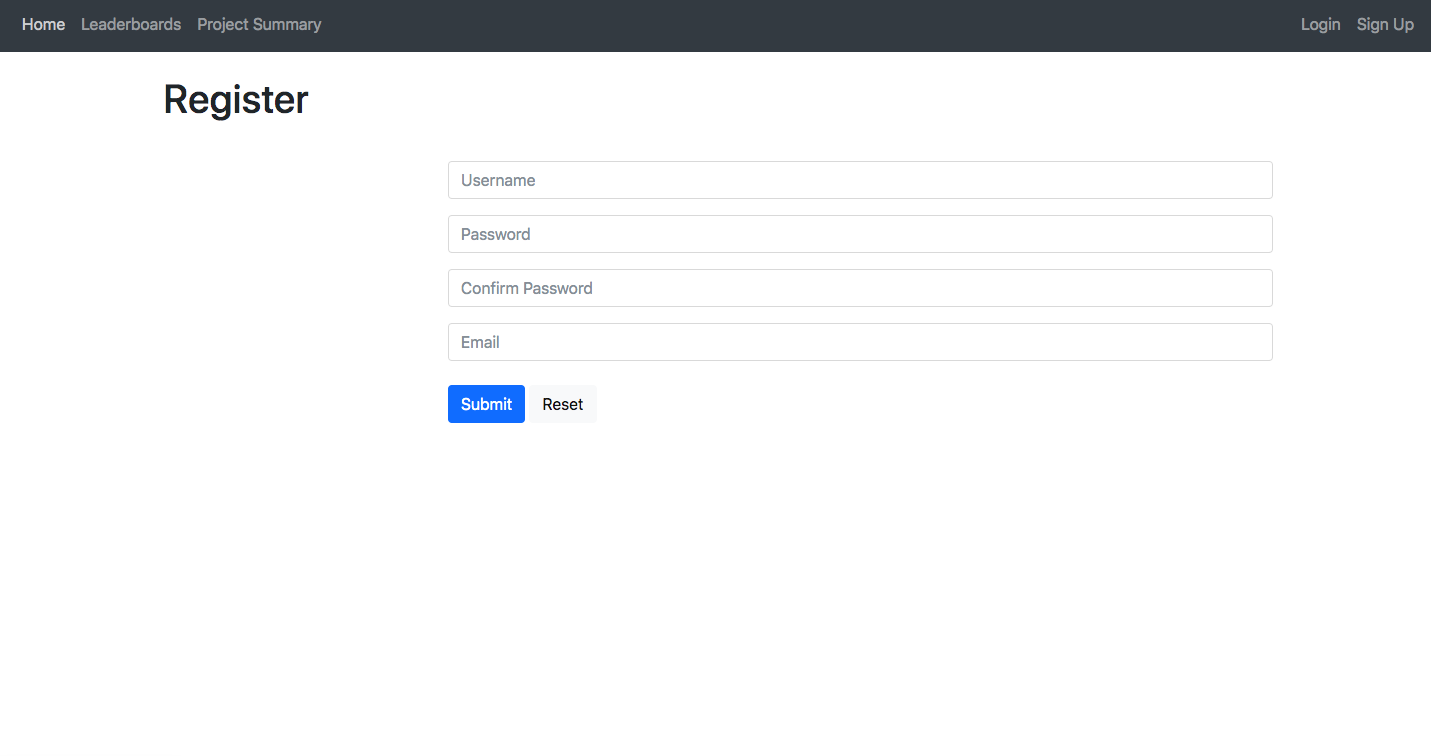 Home Leaderboards Project Summary Login Sign Up
Register
Username
Password
Confirm Password
Email
Submit Reset